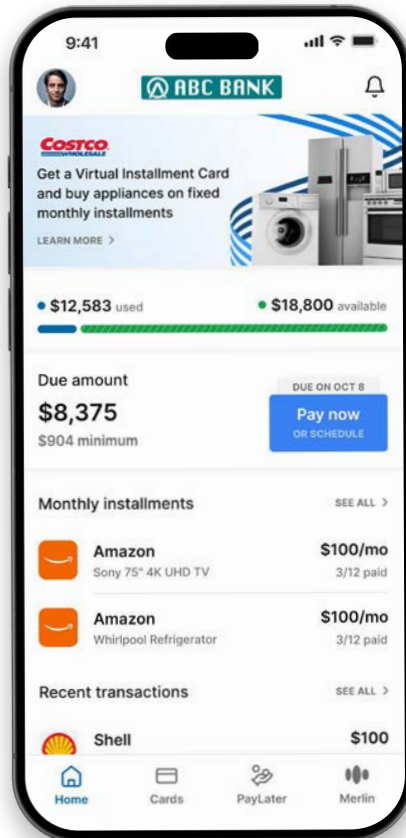 9:41
ABC BANK
COSTCO
WHOLESALE
Get a Virtual Installment Card
and buy appliances on fixed
monthly installments
LEARN MORE >
$12,583 used
$18,800 available
Due amount
DUE ON OCT 8
$8,375
Pay now
$904 minimum
OR SCHEDULE
Monthly installments
SEE ALL >
Amazon
$100/mo
Sony 75" 4K UHD TV
3/12 paid
Amazon
$100/mo
Whirlpool Refrigerator
3/12 paid
Recent transactions
SEE ALL >
Shell
$100
Home
Cards
PayLater
Merlin